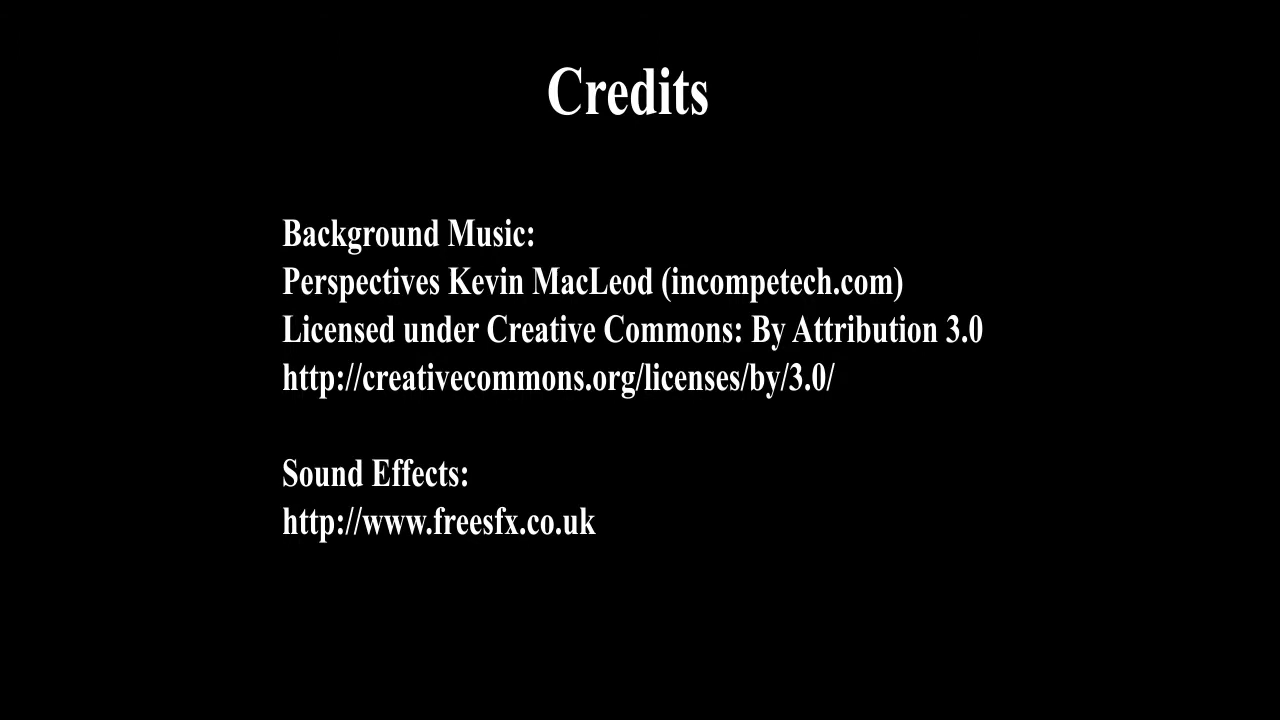 Credits
Background Music:
Perspectives Kevin MacLeod (incompetech.com)
Licensed under Creative Commons: By Attribution 3.0
http://creativecommons.org/licenses/by/3.0/
Sound Effects:
http://www.freesfx.co.uk